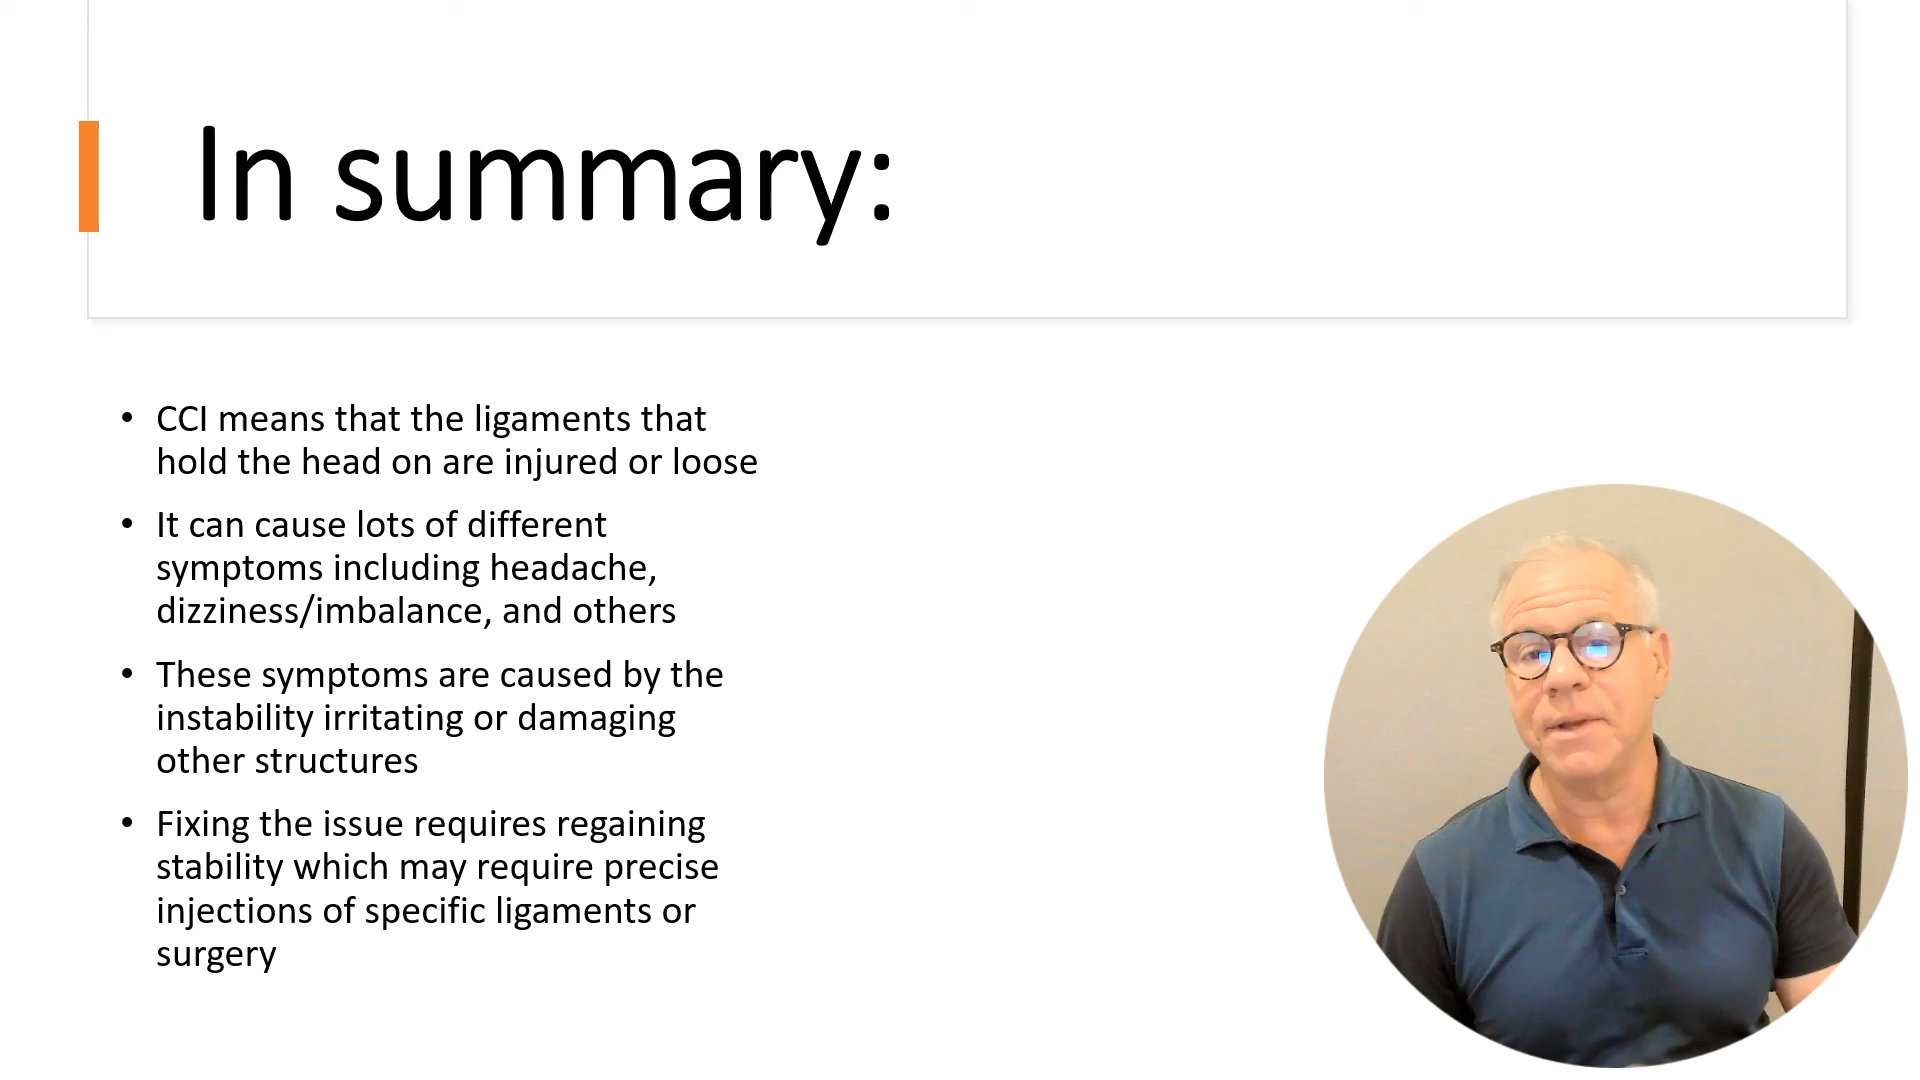 In summary:
• CCI means that the ligaments that
hold the head on are injured or loose
• It can cause lots of different
symptoms including headache,
dizziness/imbalance, and others
• These symptoms are caused by the
instability irritating or damaging
other structures
• Fixing the issue requires regaining
stability which may require precise
injections of specific ligaments or
surgery